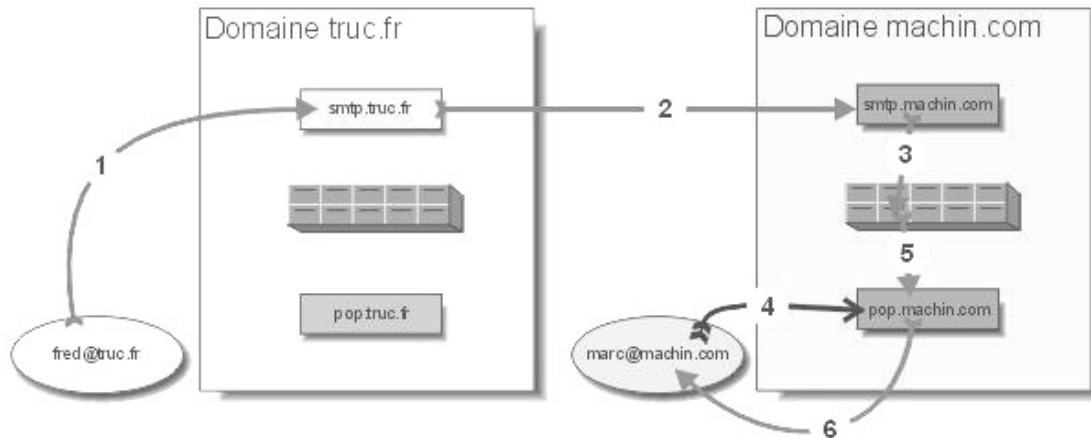 Domaine truc.fr
Domaine machin.com
smtp.truc.fr
2
smtp.machin.com
1
3
5
pop.truc.fr
4
pop.machin.com
fred@truc.fr
marc@machin.com
6